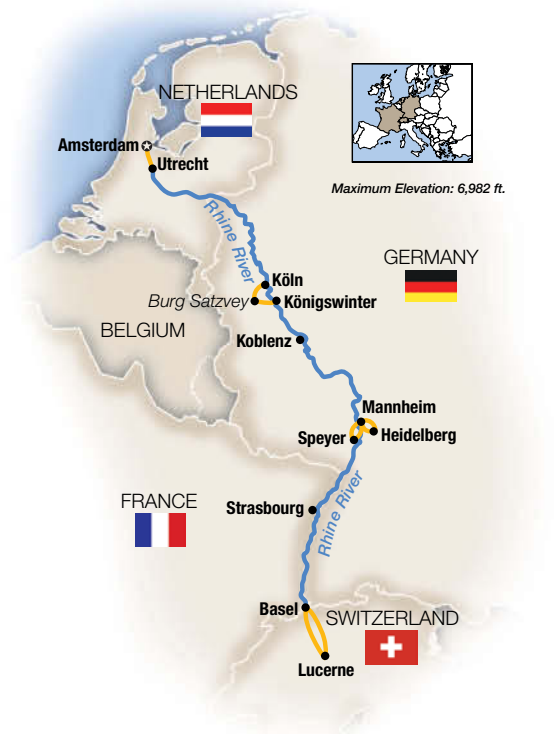 NETHERLANDS
Amsterdam
Utrecht
Maximum Elevation: 6,982 ft.
Rhine River
GERMANY
Köln
Burg Satzvey
Königswinter
BELGIUM
Koblenz
Mannheim
Speyer
Heidelberg
FRANCE
Strasbourg
Rhine River
Basel
SWITZERLAND
Lucerne